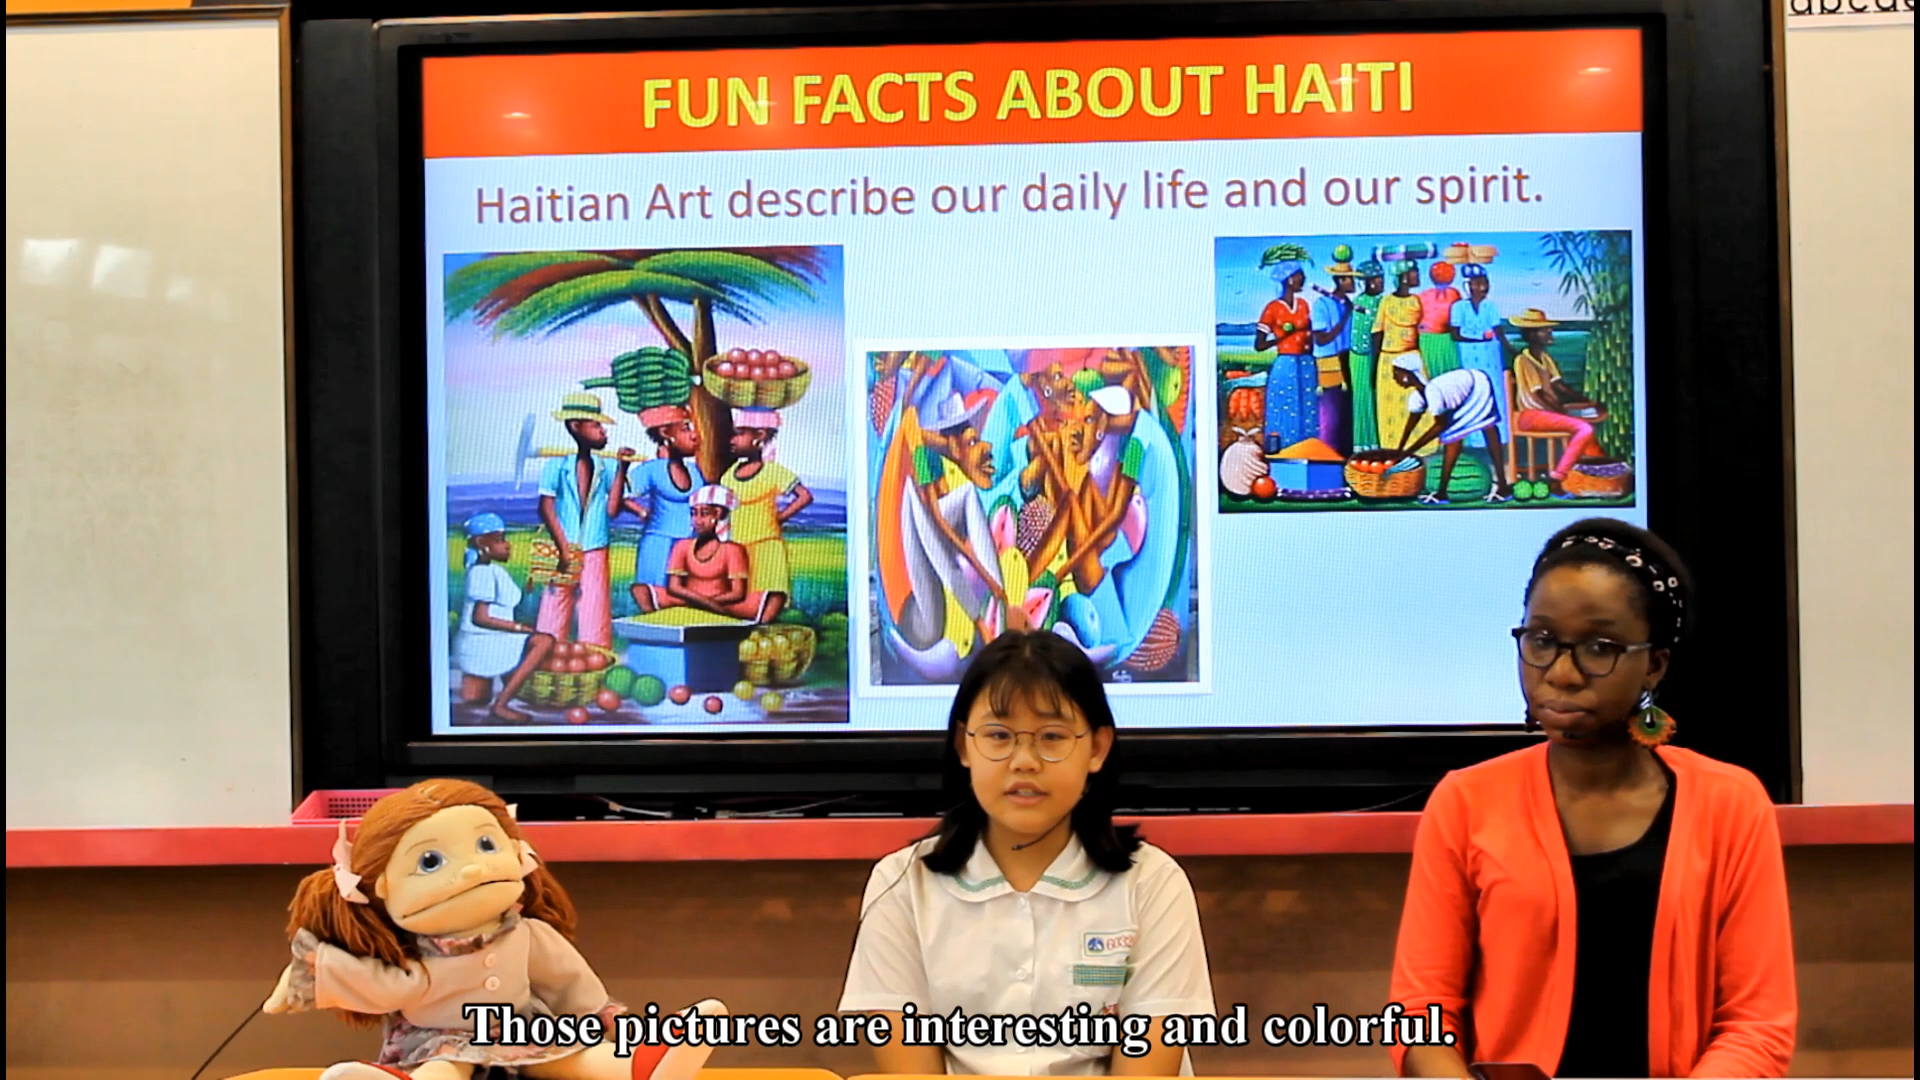 abcde
FUN FACTS ABOUT HAITI
Haitian Art describe our daily life and our spirit.
Those pictures are interesting and colorful.